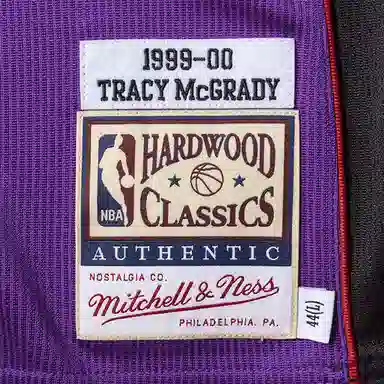 1999-00
TRACY McGRADY
HARDWOOD
CLASSICS
NBA
AUTHENTIC
NOSTALGIA CO.
Mitchell & Ness
PHILADELPHIA, PA.
44(L)